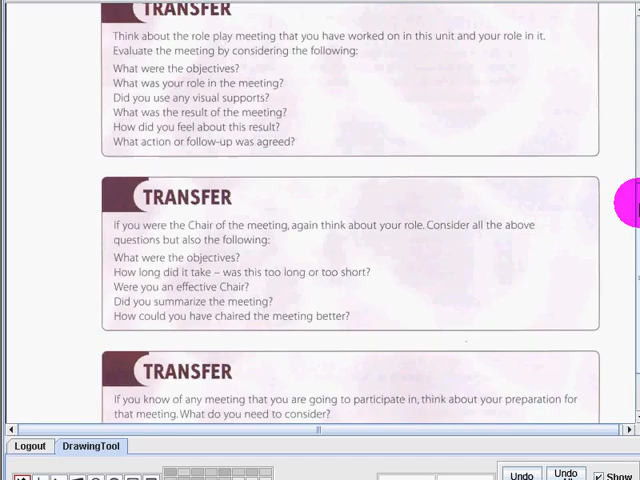 TRANSFER
Think about the role play meeting that you have worked on in this unit and your role in it.
Evaluate the meeting by considering the following:
What were the objectives?
What was your role in the meeting?
Did you use any visual supports?
What was the result of the meeting?
How did you feel about this result?
What action or follow-up was agreed?
TRANSFER
If you were the Chair of the meeting, again think about your role. Consider all the above
questions but also the following:
What were the objectives?
How long did it take – was this too long or too short?
Were you an effective Chair?
Did you summarize the meeting?
How could you have chaired the meeting better?
TRANSFER
If you know of any meeting that you are going to participate in, think about your preparation for
that meeting. What do you need to consider?
Logout DrawingTool
Undo Undo Show